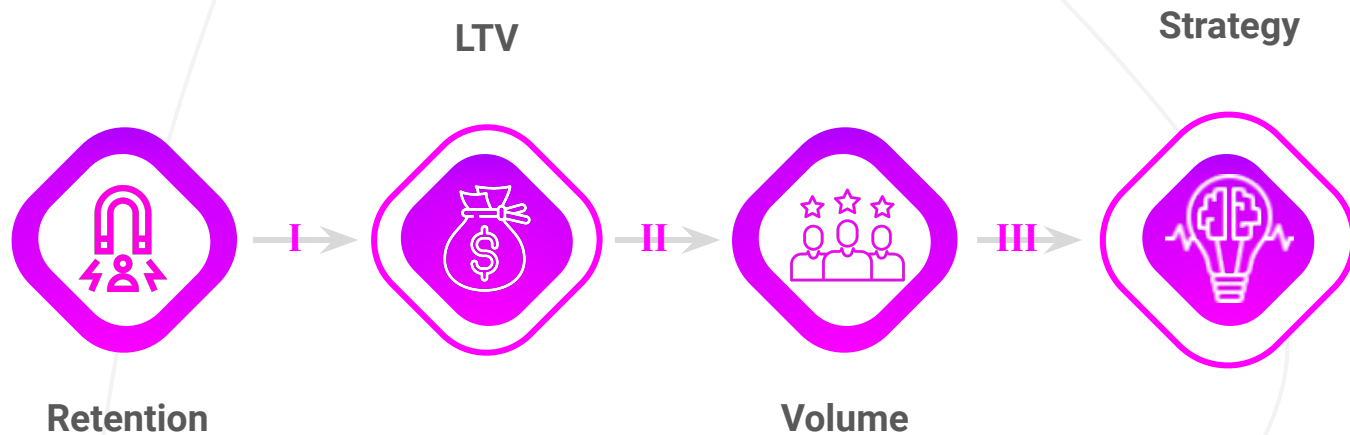 Strategy
LTV
I
II
III
$
Retention
Volume